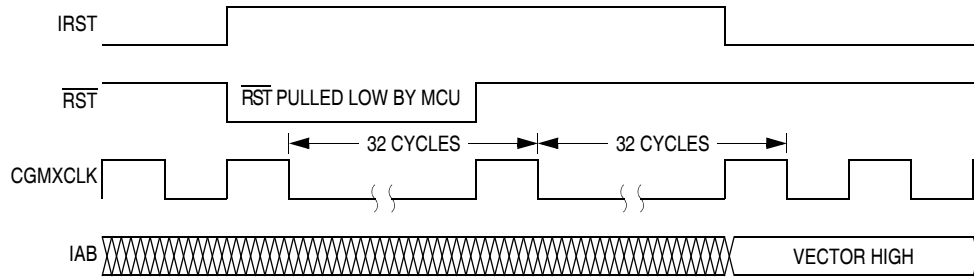 IRST
RST
RST PULLED LOW BY MCU
32 CYCLES
32 CYCLES
CGMXCLK
IAB
VECTOR HIGH